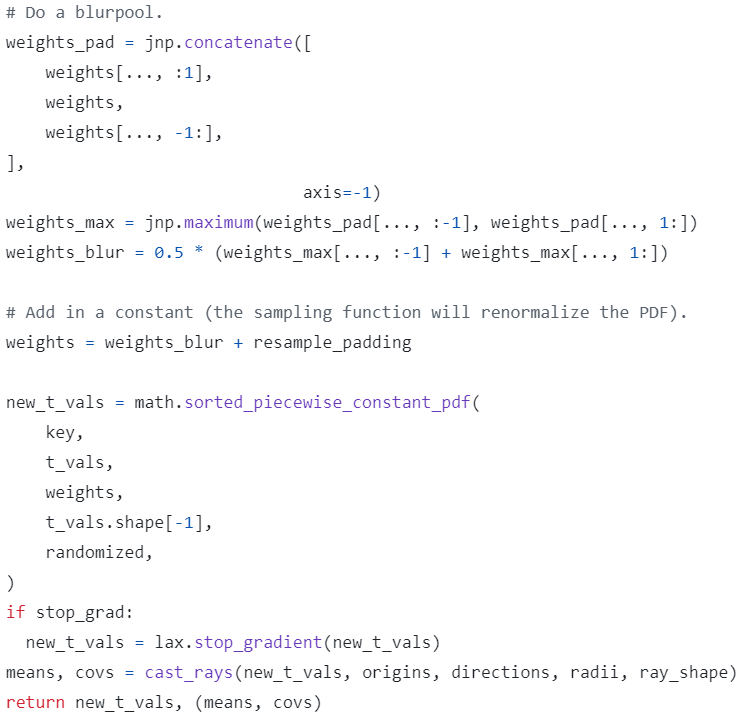 # Do a blurpool.
weights_pad = jnp.concatenate([
    weights[..., :1],
    weights,
    weights[..., -1:],
],
                              axis=-1)
weights_max = jnp.maximum(weights_pad[..., :-1], weights_pad[..., 1:])
weights_blur = 0.5 * (weights_max[..., :-1] + weights_max[..., 1:])

# Add in a constant (the sampling function will renormalize the PDF).
weights = weights_blur + resample_padding

new_t_vals = math.sorted_piecewise_constant_pdf(
    key,
    t_vals,
    weights,
    t_vals.shape[-1],
    randomized,
)
if stop_grad:
  new_t_vals = lax.stop_gradient(new_t_vals)
means, covs = cast_rays(new_t_vals, origins, directions, radii, ray_shape)
return new_t_vals, (means, covs)